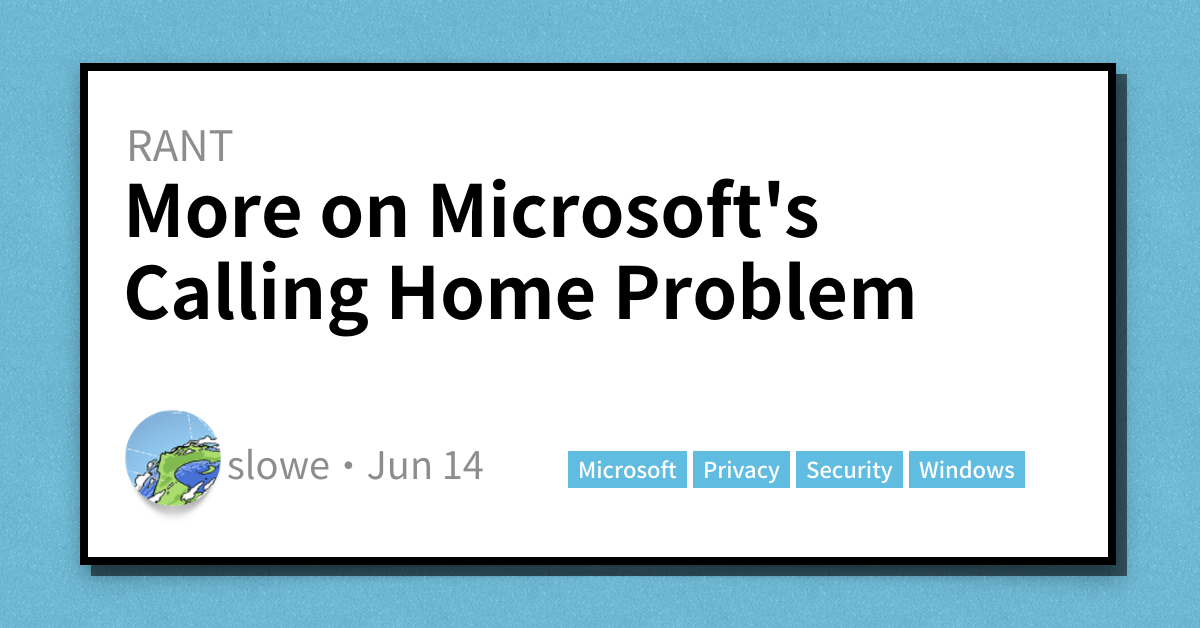 RANT
More on Microsoft's
Calling Home Problem
slowe • Jun 14
Microsoft Privacy Security Windows